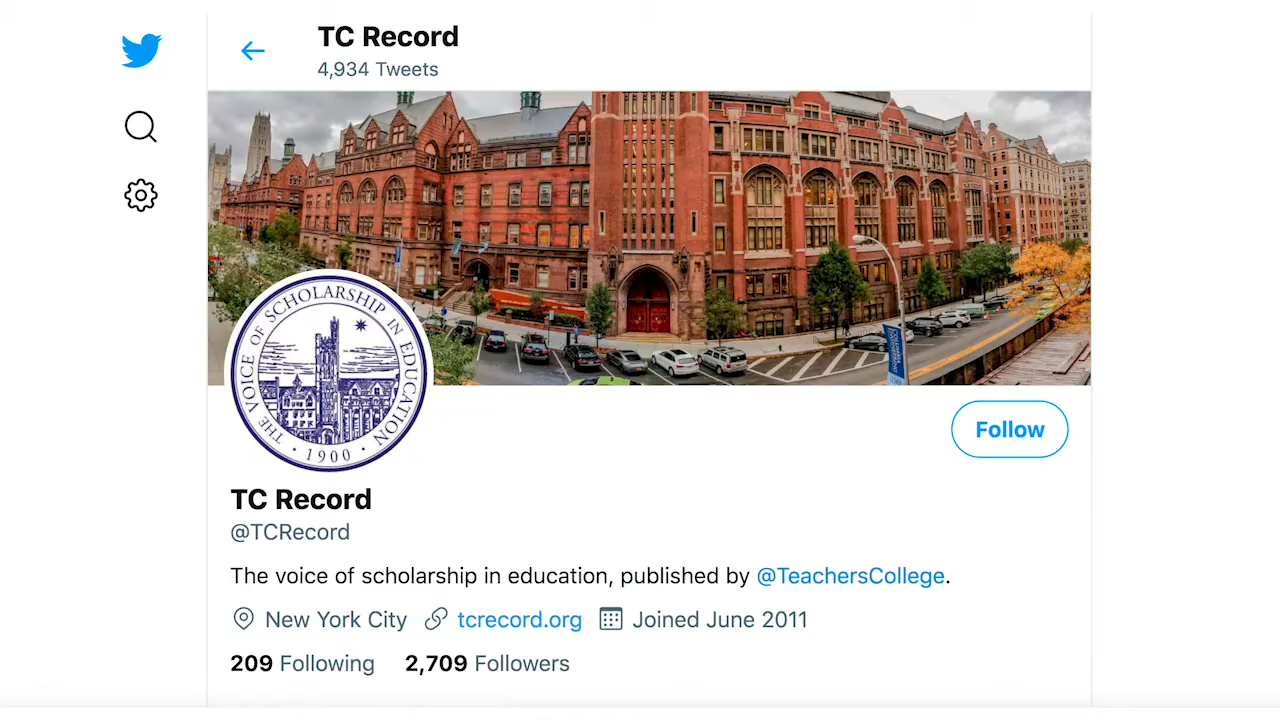 TC Record
4,934 Tweets
THE VOICE OF SCHOLARSHIP IN EDUCATION
· 1900 ·
Follow
TC Record
@TCRecord
The voice of scholarship in education, published by @TeachersCollege.
New York City tcrecord.org Joined June 2011
209 Following 2,709 Followers